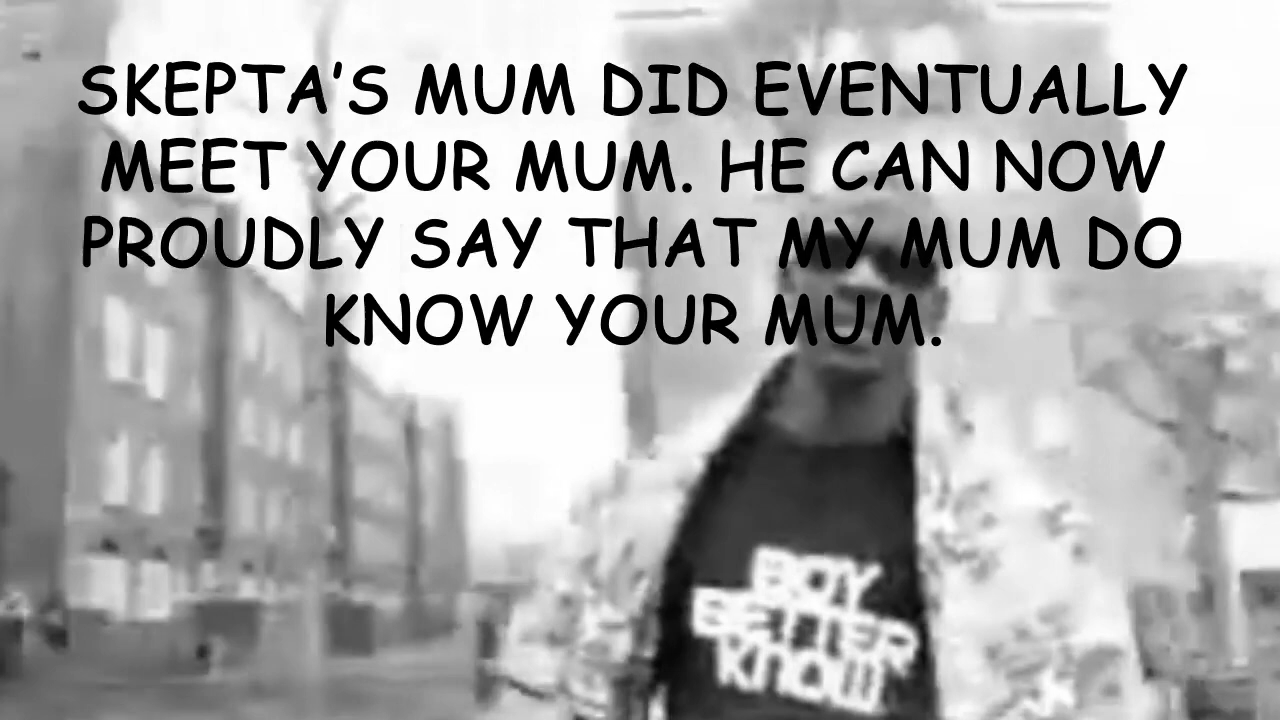 SKEPTA'S MUM DID EVENTUALLY
MEET YOUR MUM. HE CAN NOW
PROUDLY SAY THAT MY MUM DO
KNOW YOUR MUM.
BOY
BETTER
KNOW